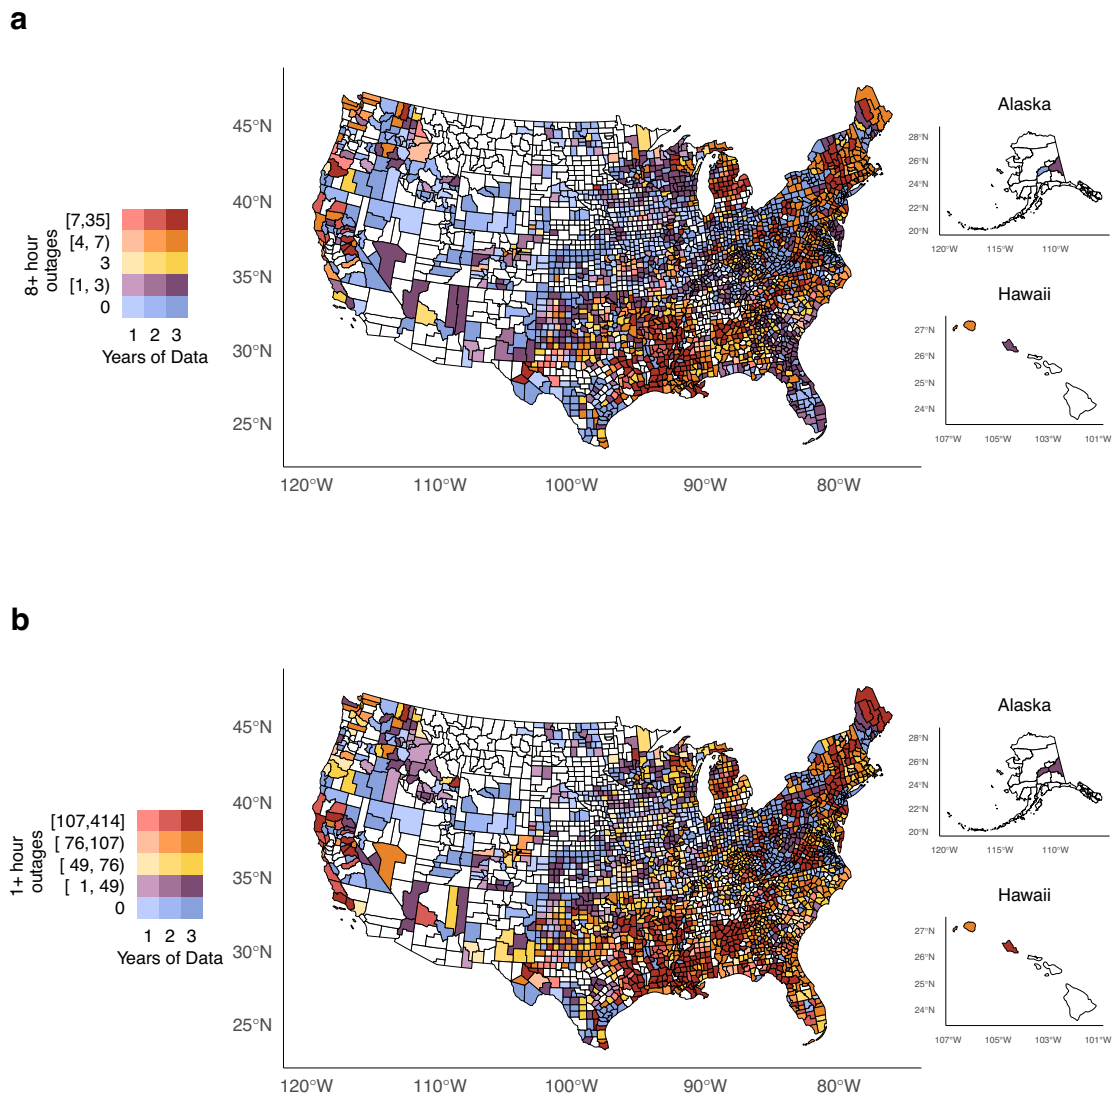 a
45°N
40°N
35°N
30°N
25°N
120°W 110°W 100°W 90°W 80°W
8+ hour
outages
[7,35]
[4, 7)
3
[1, 3)
0
1 2 3
Years of Data
Alaska
28°N
26°N
24°N
22°N
20°N
120°W 115°W 110°W
Hawaii
27°N
26°N
25°N
24°N
107°W 105°W 103°W 101°W
b
45°N
40°N
35°N
30°N
25°N
120°W 110°W 100°W 90°W 80°W
1+ hour
outages
[107,414]
[ 76,107)
[ 49, 76)
[ 1, 49)
0
1 2 3
Years of Data
Alaska
28°N
26°N
24°N
22°N
20°N
120°W 115°W 110°W
Hawaii
27°N
26°N
25°N
24°N
107°W 105°W 103°W 101°W